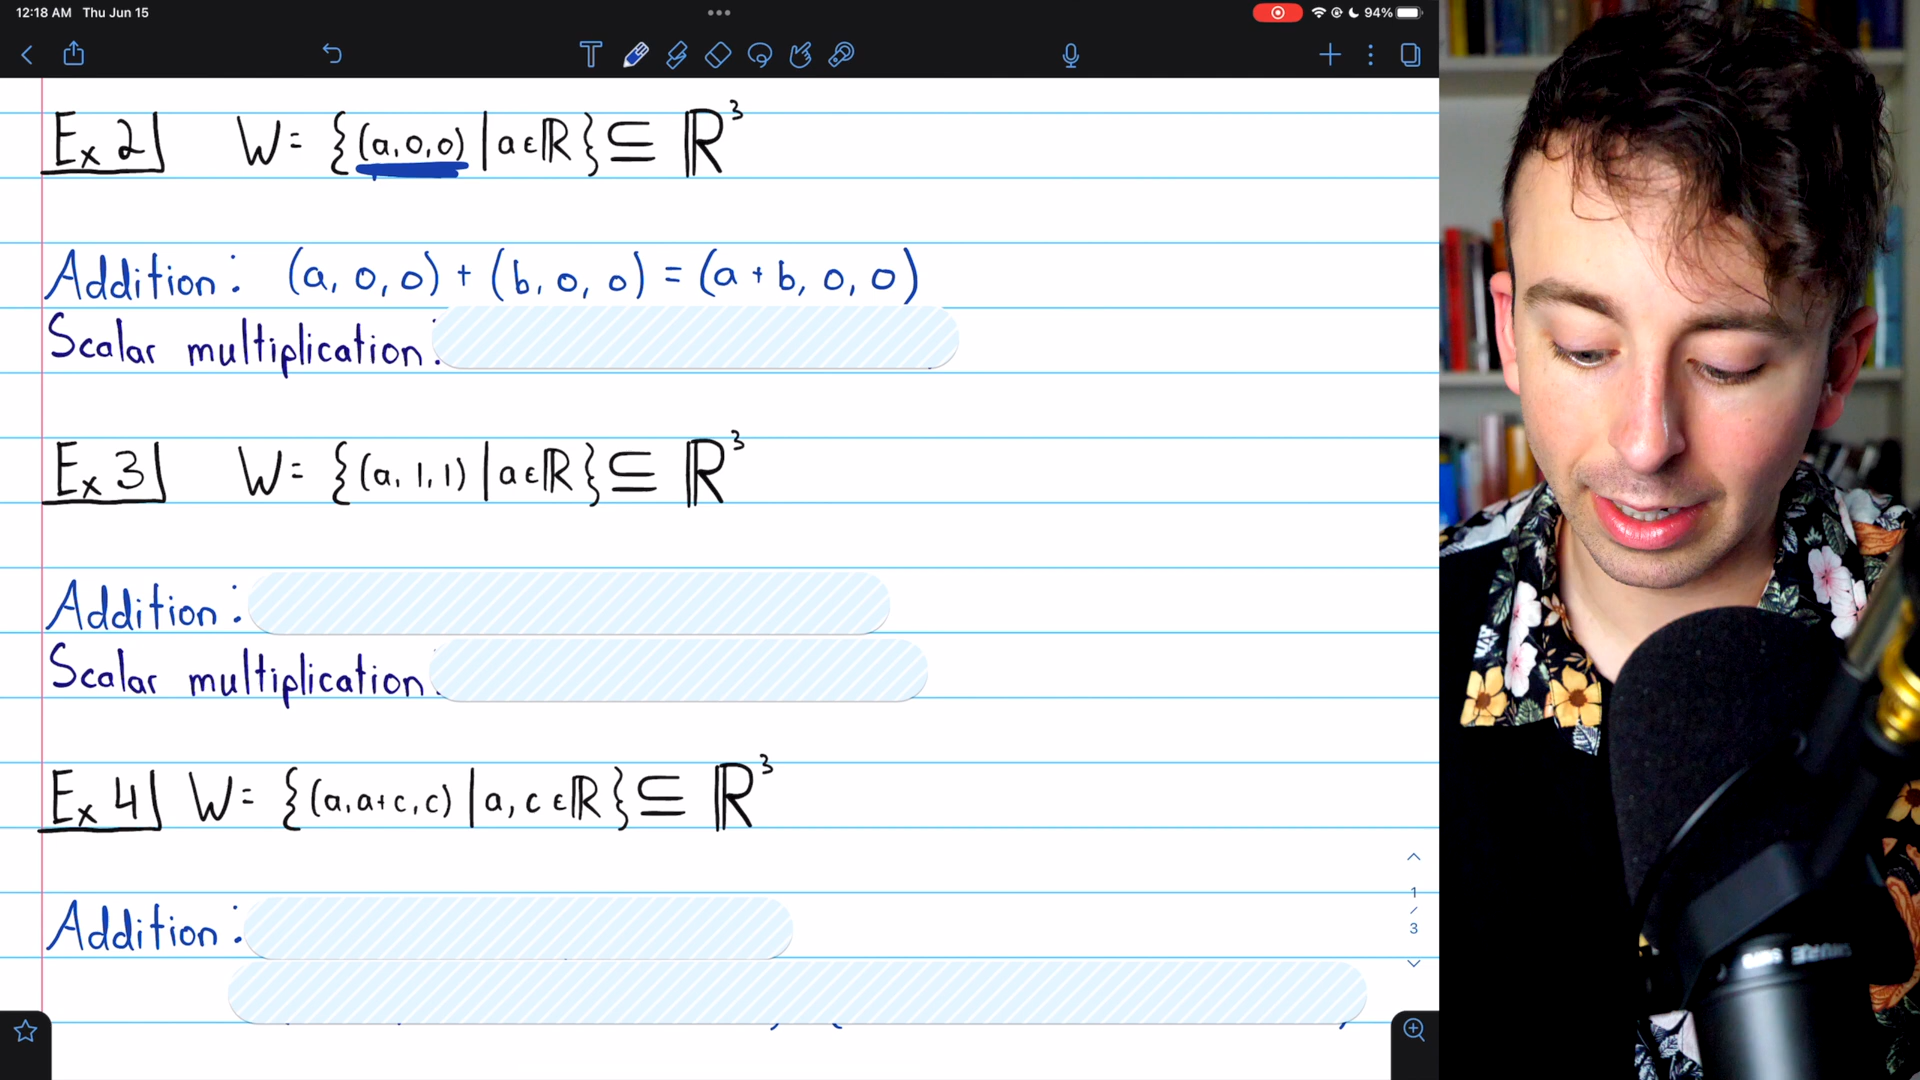 12:18 AM Thu Jun 15
94%
Ex 2 W= {(a,0,0) | a∈ℝ} ⊆ ℝ³
Addition: (a, 0, 0) + (b, 0, 0) = (a + b, 0, 0)
Scalar multiplication:
Ex 3 W= {(a, 1,1) | a∈ℝ} ⊆ ℝ³
Addition:
Scalar multiplication:
Ex 4 W= {(a,a+c,c) | a, c∈ℝ} ⊆ ℝ³
Addition:
1
/
3